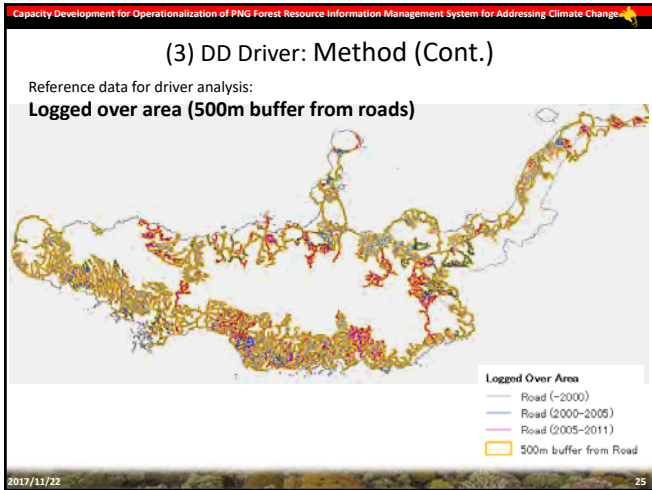 Capacity Development for Operationalization of PNG Forest Resource Information Management System for Addressing Climate Change
(3) DD Driver: Method (Cont.)
Reference data for driver analysis:
Logged over area (500m buffer from roads)
Logged Over Area
Road (-2000)
Road (2000-2005)
Road (2005-2011)
500m buffer from Road
2017/11/22
25